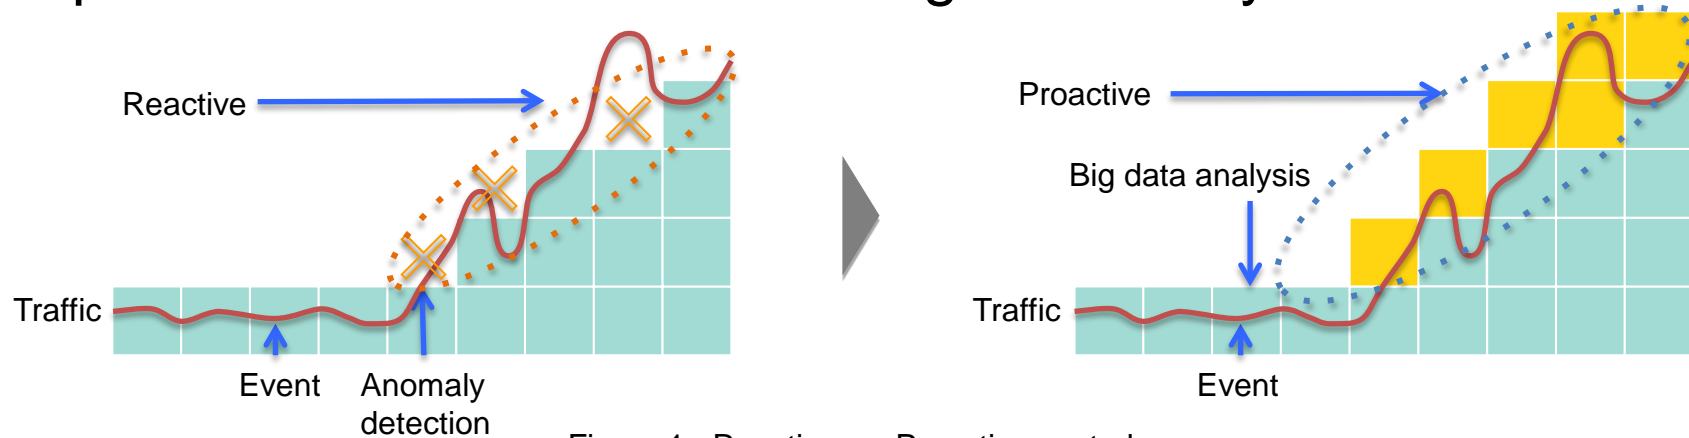 Reactive
Traffic
Event
Anomaly
detection
Proactive
Big data analysis
Traffic
Event